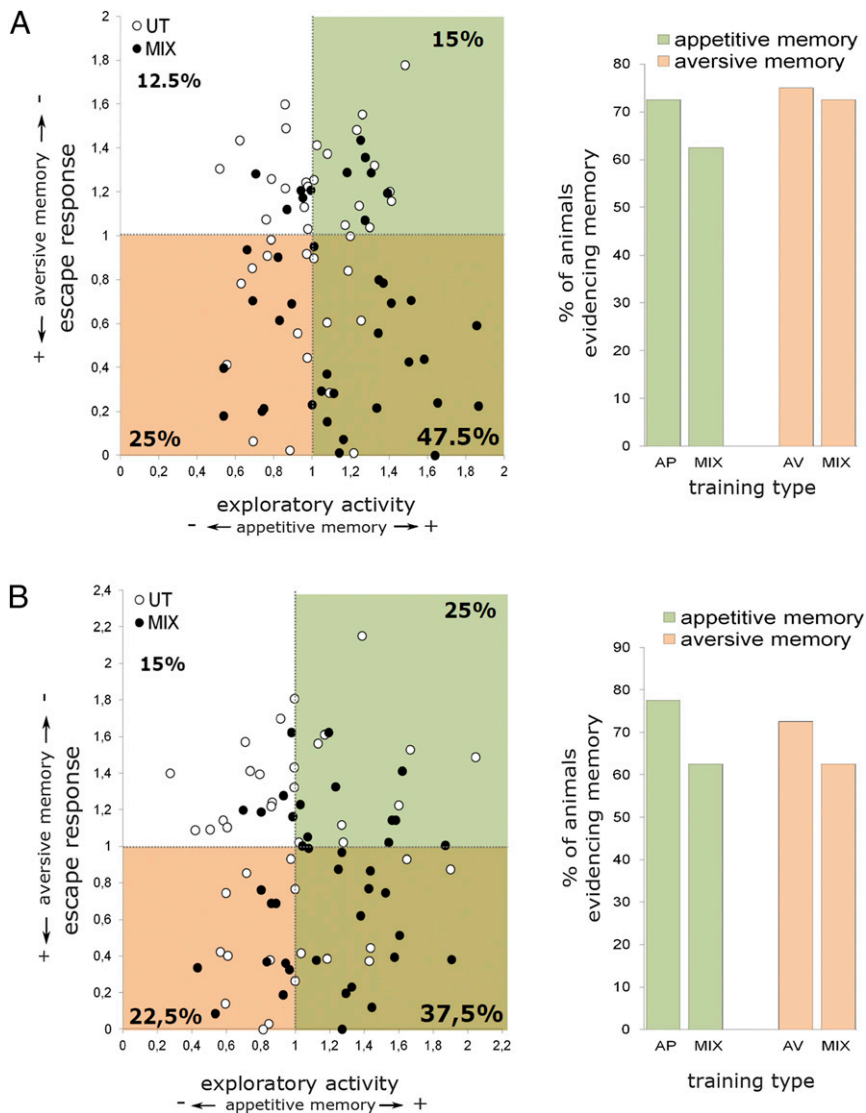 A
UT
MIX
12.5%
15%
25%
47.5%
2
1,8
1,6
1,4
1,2
1
0,8
0,6
0,4
0,2
0
+ ←— aversive memory —→ -
escape response
0 0,2 0,4 0,6 0,8 1 1,2 1,4 1,6 1,8 2
exploratory activity
- ←— appetitive memory —→ +
appetitive memory
aversive memory
80
70
60
50
40
30
20
10
0
% of animals
evidencing memory
AP MIX AV MIX
training type
B
UT
MIX
15%
25%
22,5%
37,5%
2,4
2,2
2
1,8
1,6
1,4
1,2
1
0,8
0,6
0,4
0,2
0
+ ←— aversive memory —→ -
escape response
0 0,2 0,4 0,6 0,8 1 1,2 1,4 1,6 1,8 2 2,2
exploratory activity
- ←— appetitive memory —→ +
appetitive memory
aversive memory
90
80
70
60
50
40
30
20
10
0
% of animals
evidencing memory
AP MIX AV MIX
training type